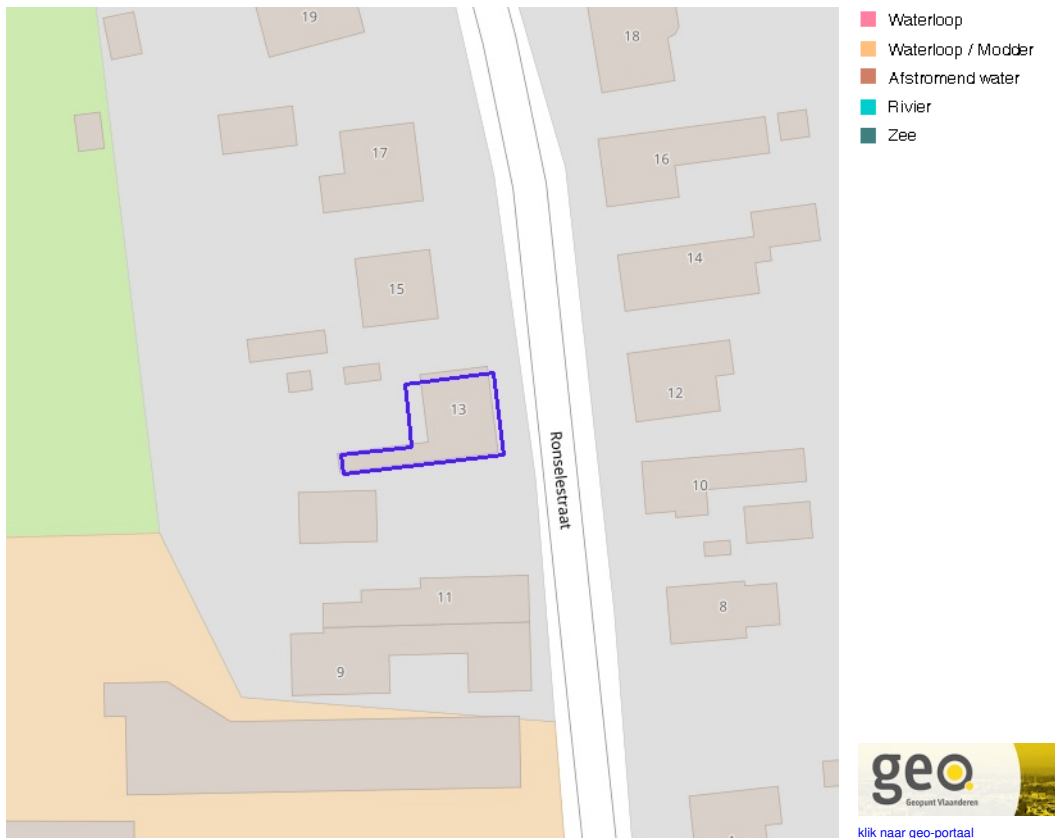 19
18
17
16
15
14
13
12
Ronselestraat
10
11
8
9
Waterloop
Waterloop / Modder
Afstromend water
Rivier
Zee
geo.
Geopunt Vlaanderen
klik naar geo-portaal